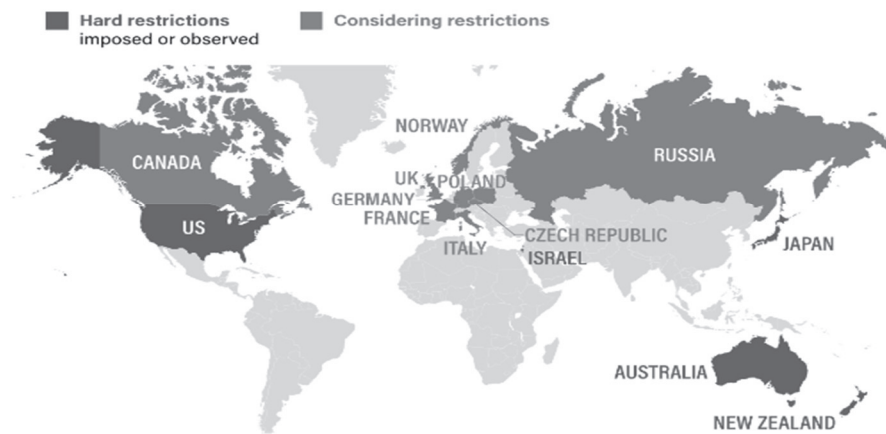 Hard restrictions
imposed or observed
Considering restrictions
NORWAY
CANADA
RUSSIA
UK
POLAND
GERMANY
FRANCE
US
CZECH REPUBLIC
ITALY
ISRAEL
JAPAN
AUSTRALIA
NEW ZEALAND